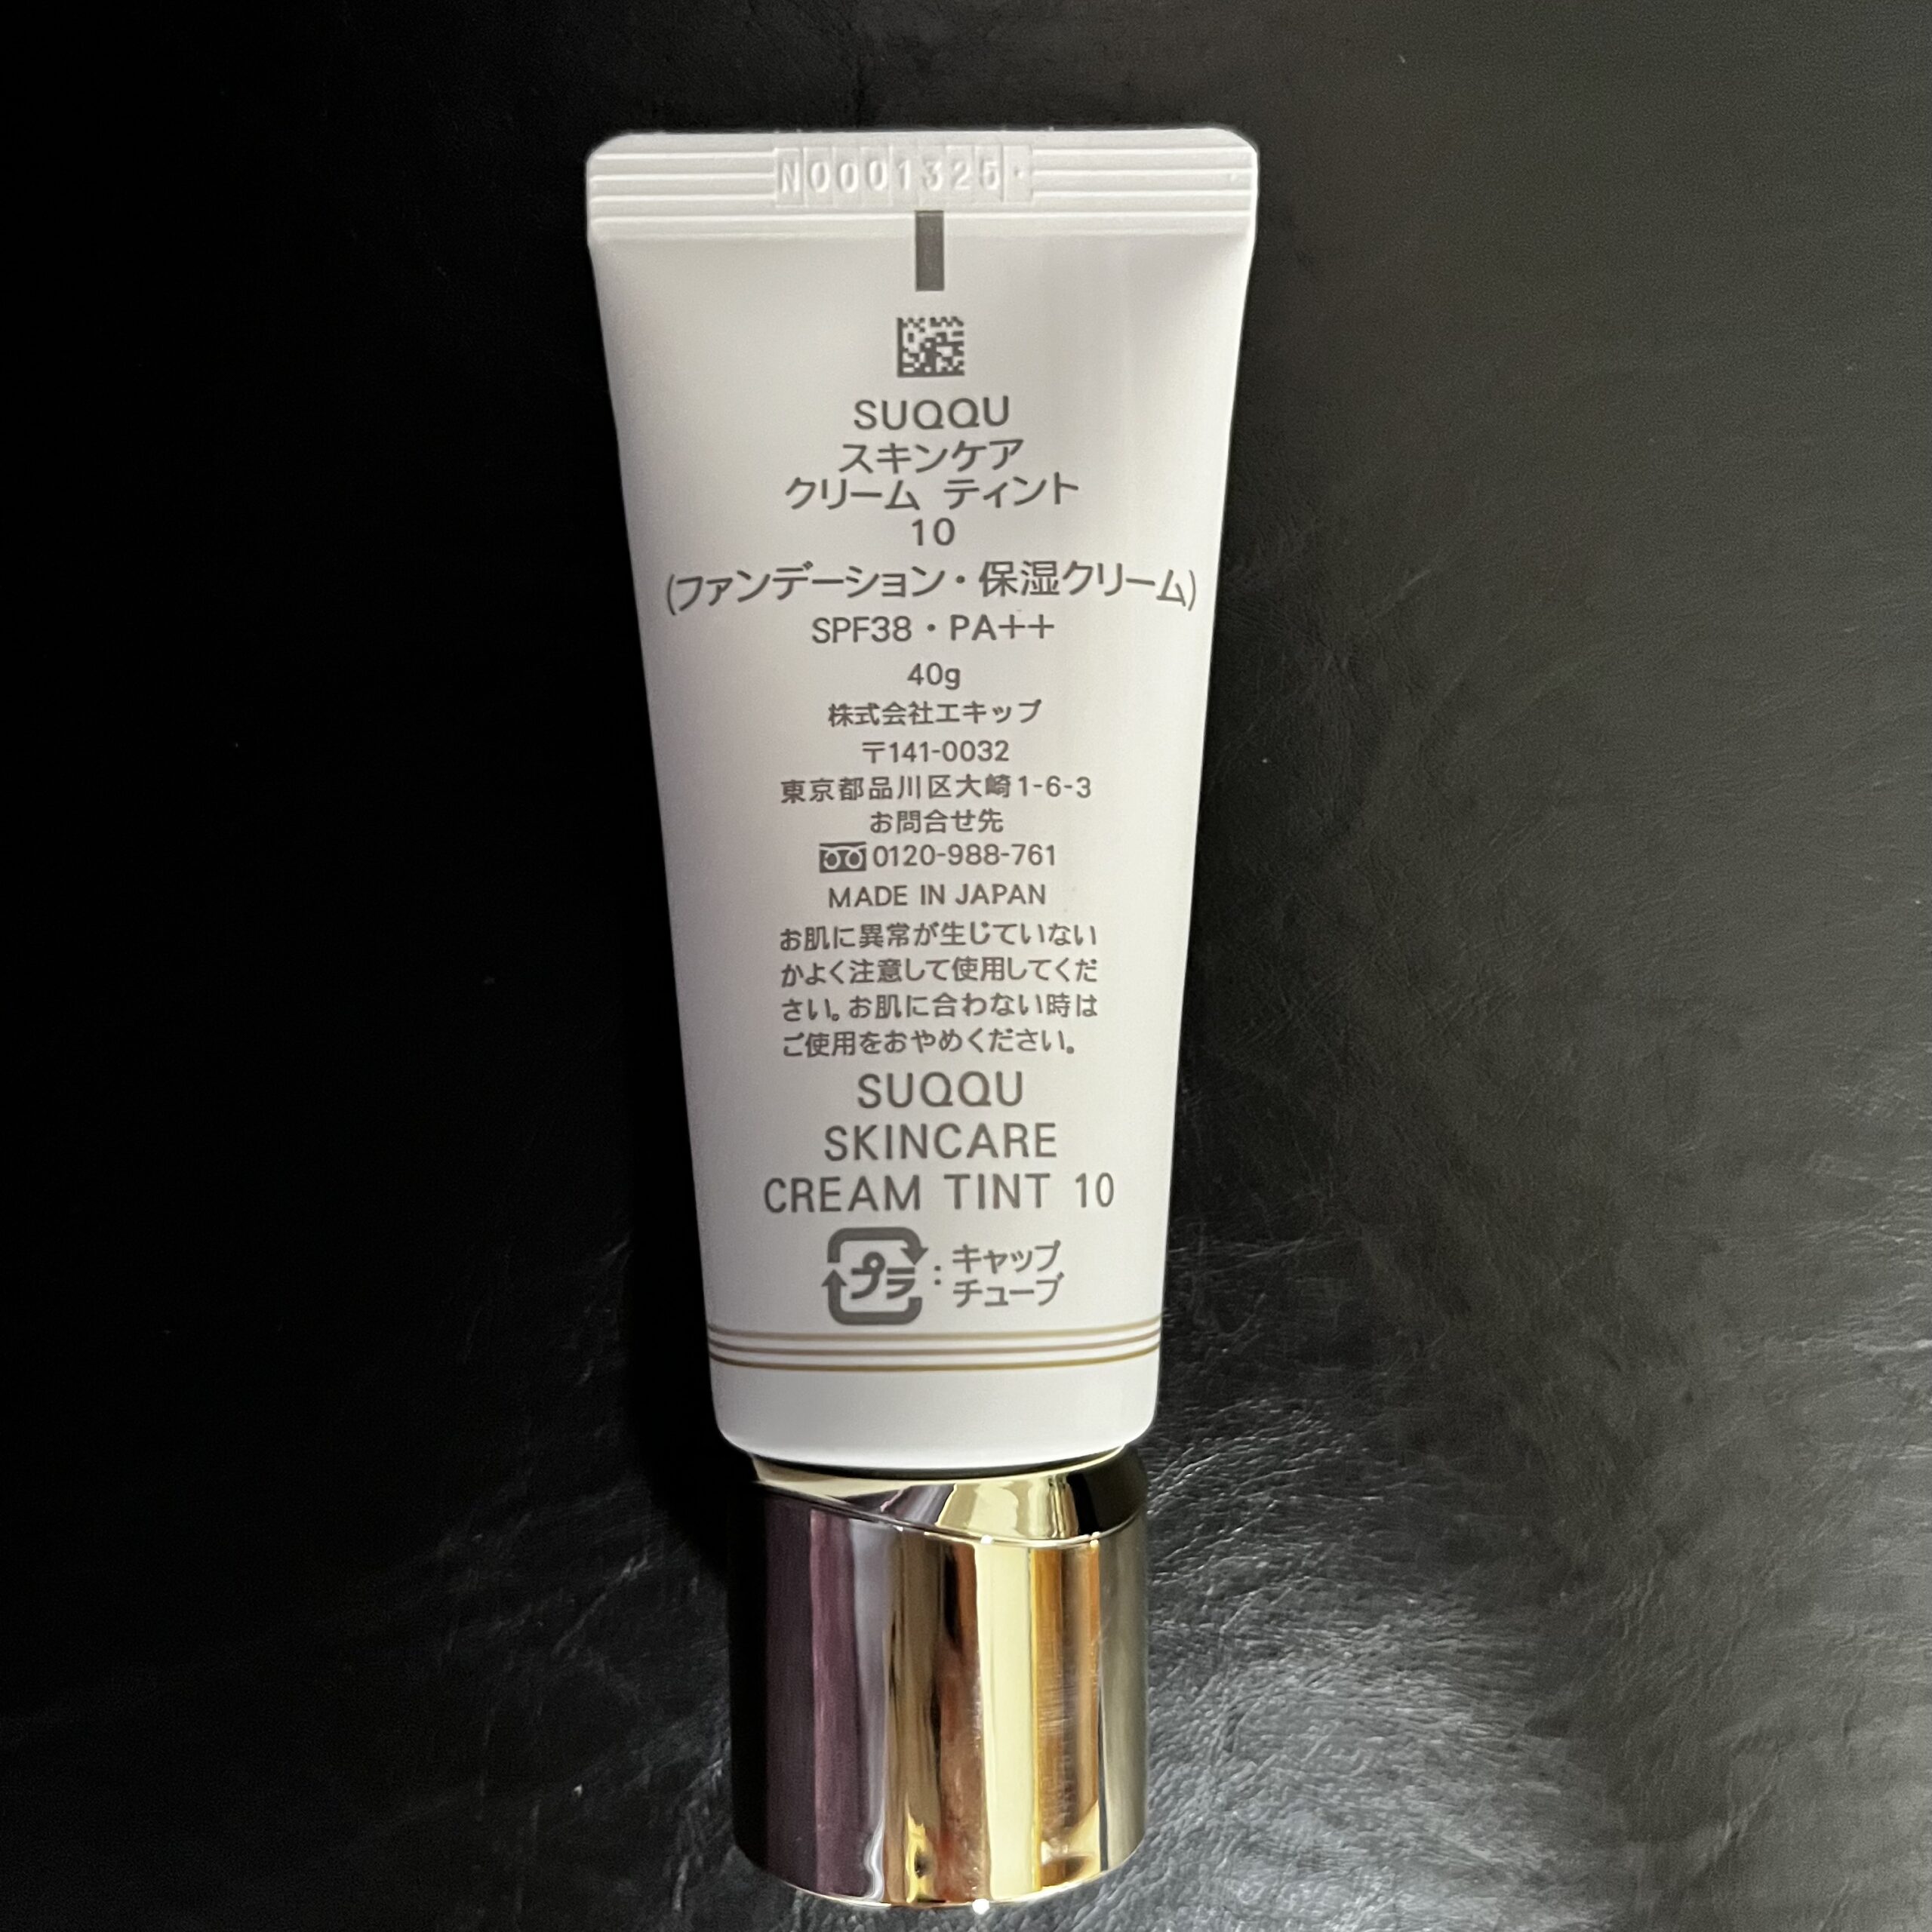 N0001325
SUQQU
スキンケア
クリーム ティント
10
(ファンデーション・保湿クリーム)
SPF38・PA++
40g
株式会社エキップ
〒141-0032
東京都品川区大崎1-6-3
お問合せ先
0120-988-761
MADE IN JAPAN
お肌に異常が生じていない
かよく注意して使用してくだ
さい。お肌に合わない時は
ご使用をおやめください。
SUQQU
SKINCARE
CREAM TINT 10
プラ : キャップ
チューブ